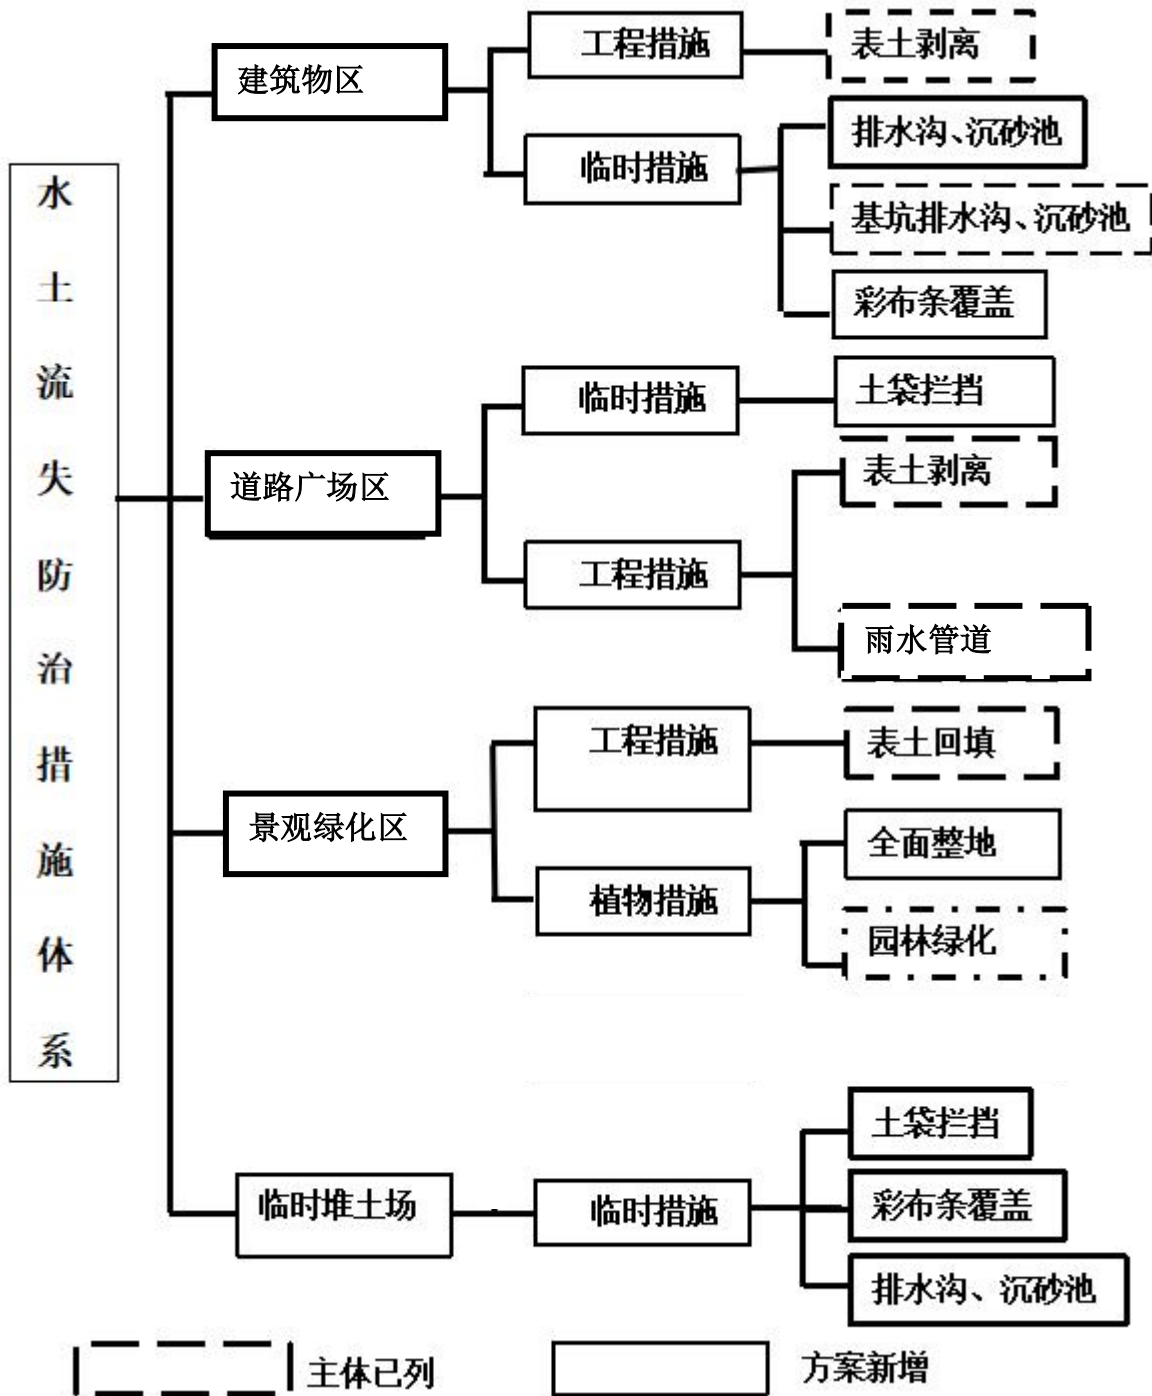 水土流失防治措施体系
建筑物区
工程措施
表土剥离
临时措施
排水沟、沉砂池
基坑排水沟、沉砂池
彩布条覆盖
道路广场区
临时措施
土袋拦挡
工程措施
表土剥离
雨水管道
景观绿化区
工程措施
表土回填
植物措施
全面整地
园林绿化
临时堆土场
临时措施
土袋拦挡
彩布条覆盖
排水沟、沉砂池
主体已列
方案新增